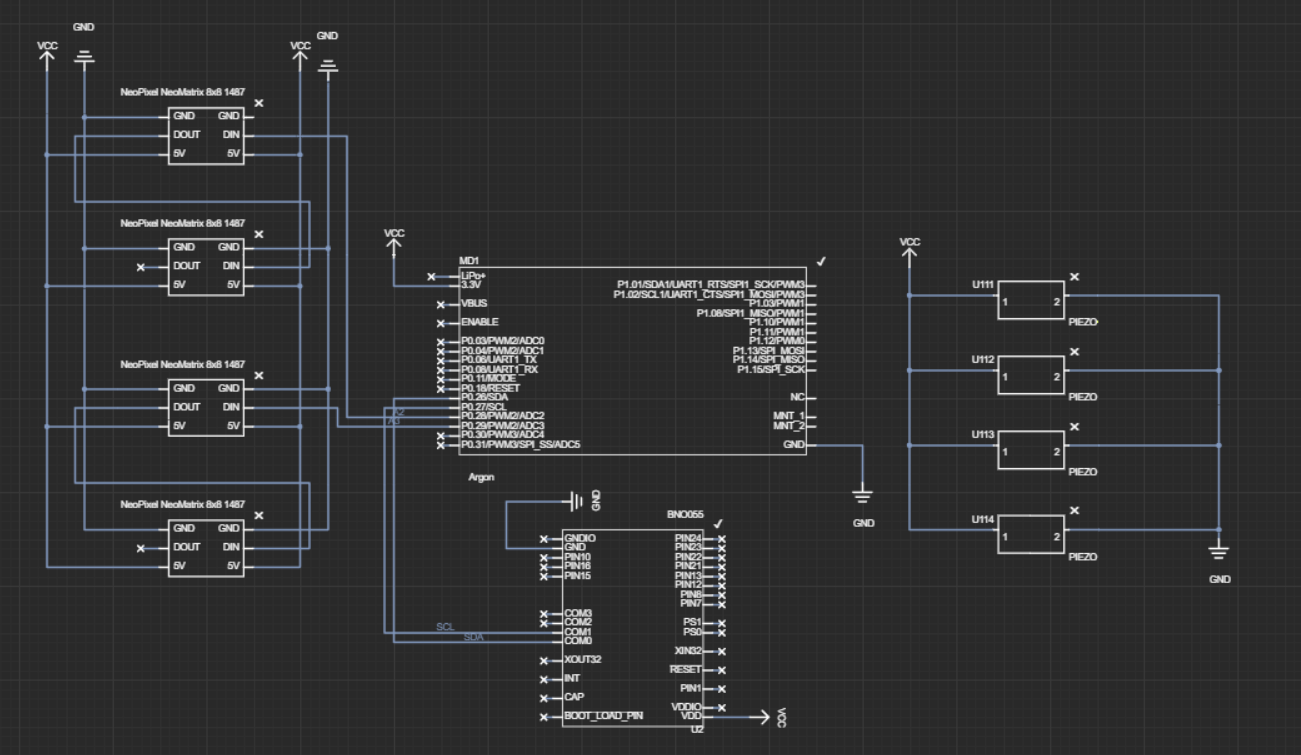 GND
VCC
VCC
GND
NeoPixel NeoMatrix 8x8 1487
GND GND
DOUT DIN
5V 5V
NeoPixel NeoMatrix 8x8 1487
GND GND
DOUT DIN
5V 5V
NeoPixel NeoMatrix 8x8 1487
GND GND
DOUT DIN
5V 5V
NeoPixel NeoMatrix 8x8 1487
GND GND
DOUT DIN
5V 5V
VCC
MD1
LiPo+
3.3V
VBUS
ENABLE
P0.03/PWM2/ADC0
P0.04/PWM2/ADC1
P0.06/UART1_TX
P0.08/UART1_RX
P0.11/MODE
P0.18/RESET
P0.26/SDA
P0.27/SCL
P0.28/PWM2/ADC2
P0.29/PWM2/ADC3
P0.30/PWM3/ADC4
P0.31/PWM3/SPI_SS/ADC5
A2
A3
P1.01/SDA1/UART1_RTS/SPI1_SCK/PWM3
P1.02/SCL1/UART1_CTS/SPI1_MOSI/PWM3
P1.03/PWM1
P1.08/SPI1_MISO/PWM1
P1.10/PWM1
P1.11/PWM1
P1.12/PWM0
P1.13/SPI_MOSI
P1.14/SPI_MISO
P1.15/SPI_SCK
NC
MNT_1
MNT_2
GND
Argon
GND
GND
BNO055
GNDIO
GND
PIN10
PIN16
PIN15
COM3
COM2
COM1
COM0
SCL
SDA
XOUT32
INT
CAP
BOOT_LOAD_PIN
PIN24
PIN23
PIN22
PIN21
PIN13
PIN12
PIN8
PIN7
PS1
PS0
XIN32
RESET
PIN1
VDDIO
VDD
U2
VCC
VCC
U111
1 2
PIEZO
U112
1 2
PIEZO
U113
1 2
PIEZO
U114
1 2
PIEZO
GND